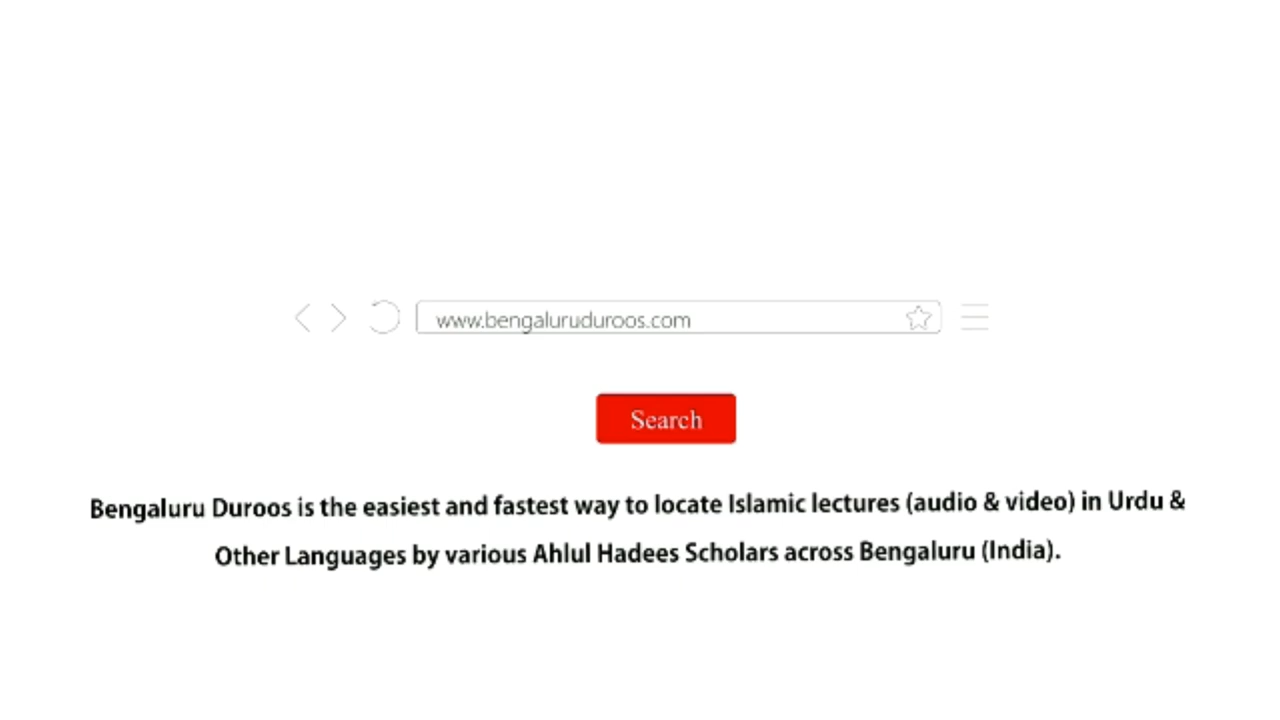 www.bengaluruduroos.com
Search
Bengaluru Duroos is the easiest and fastest way to locate Islamic lectures (audio & video) in Urdu &
Other Languages by various Ahlul Hadees Scholars across Bengaluru (India).